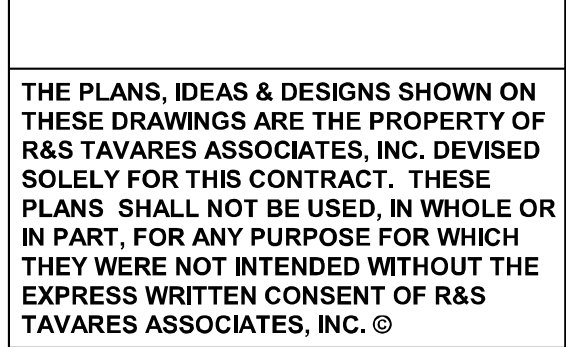 THE PLANS, IDEAS & DESIGNS SHOWN ON
THESE DRAWINGS ARE THE PROPERTY OF
R&S TAVARES ASSOCIATES, INC. DEVISED
SOLELY FOR THIS CONTRACT.  THESE
PLANS  SHALL NOT BE USED, IN WHOLE OR
IN PART, FOR ANY PURPOSE FOR WHICH
THEY WERE NOT INTENDED WITHOUT THE
EXPRESS WRITTEN CONSENT OF R&S
TAVARES ASSOCIATES, INC. ©